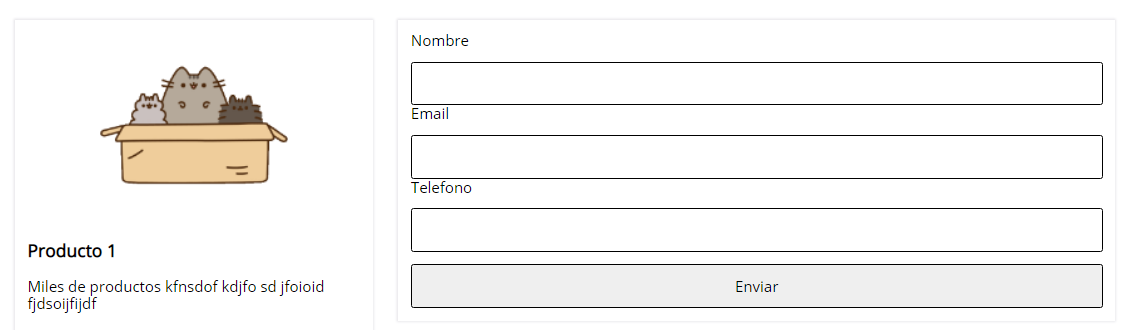 Producto 1
Miles de productos kfnsdof kdjfo sd jfoioid
fjdsoijfijdf
Nombre
Email
Telefono
Enviar